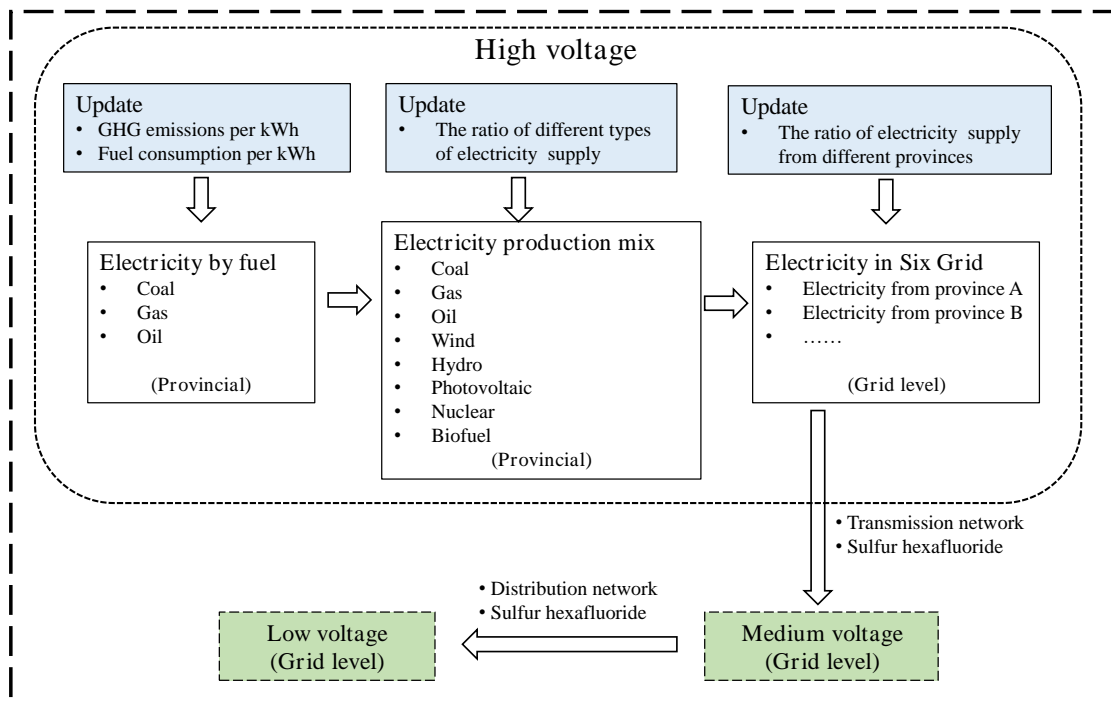 High voltage
Update
• GHG emissions per kWh
• Fuel consumption per kWh
Update
• The ratio of different types
of electricity supply
Update
• The ratio of electricity supply
from different provinces
Electricity by fuel
• Coal
• Gas
• Oil
(Provincial)
Electricity production mix
• Coal
• Gas
• Oil
• Wind
• Hydro
• Photovoltaic
• Nuclear
• Biofuel
(Provincial)
Electricity in Six Grid
• Electricity from province A
• Electricity from province B
• ……
(Grid level)
• Transmission network
• Sulfur hexafluoride
• Distribution network
• Sulfur hexafluoride
Low voltage
(Grid level)
Medium voltage
(Grid level)